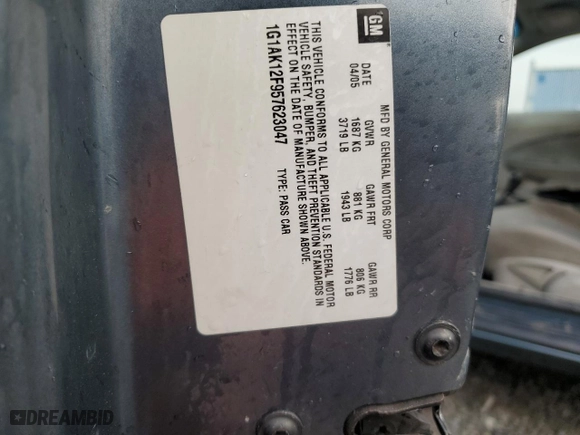 GM
MFD BY GENERAL MOTORS CORP
DATE GVWR GAWR FRT GAWR RR
04/05 1687 KG 881 KG 806 KG
3719 LB 1943 LB 1776 LB
THIS VEHICLE CONFORMS TO ALL APPLICABLE U.S. FEDERAL MOTOR
VEHICLE SAFETY, BUMPER, AND THEFT PREVENTION STANDARDS IN
EFFECT ON THE DATE OF MANUFACTURE SHOWN ABOVE.
1G1AK12F957623047 TYPE: PASS CAR
DREAMBID